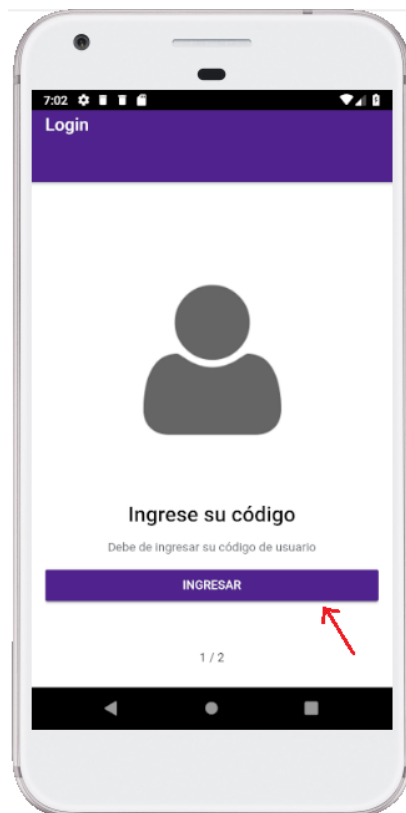 7:02
Login
Ingrese su código
Debe de ingresar su código de usuario
INGRESAR
1 / 2